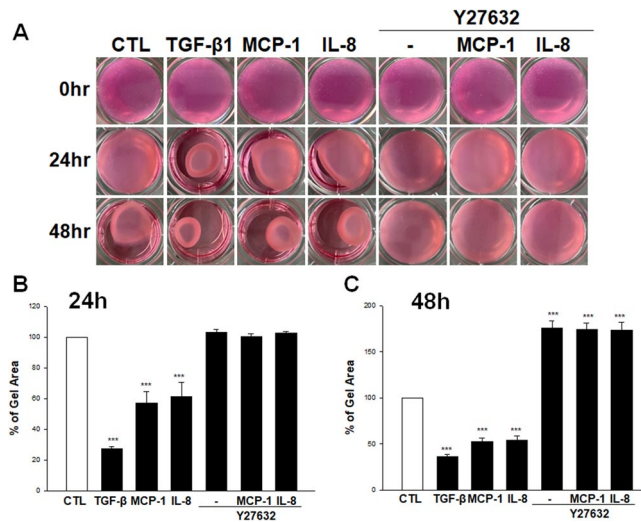 A
Y27632
CTL TGF-β1 MCP-1 IL-8 - MCP-1 IL-8
0hr
24hr
48hr
B
24h
% of Gel Area
120
100
80
60
40
20
0
*** *** *** ***
CTL TGF-β MCP-1 IL-8 - MCP-1 IL-8
Y27632
C
48h
% of Gel Area
200
150
100
50
0
*** *** *** *** *** ***
CTL TGF-β MCP-1 IL-8 - MCP-1 IL-8
Y27632